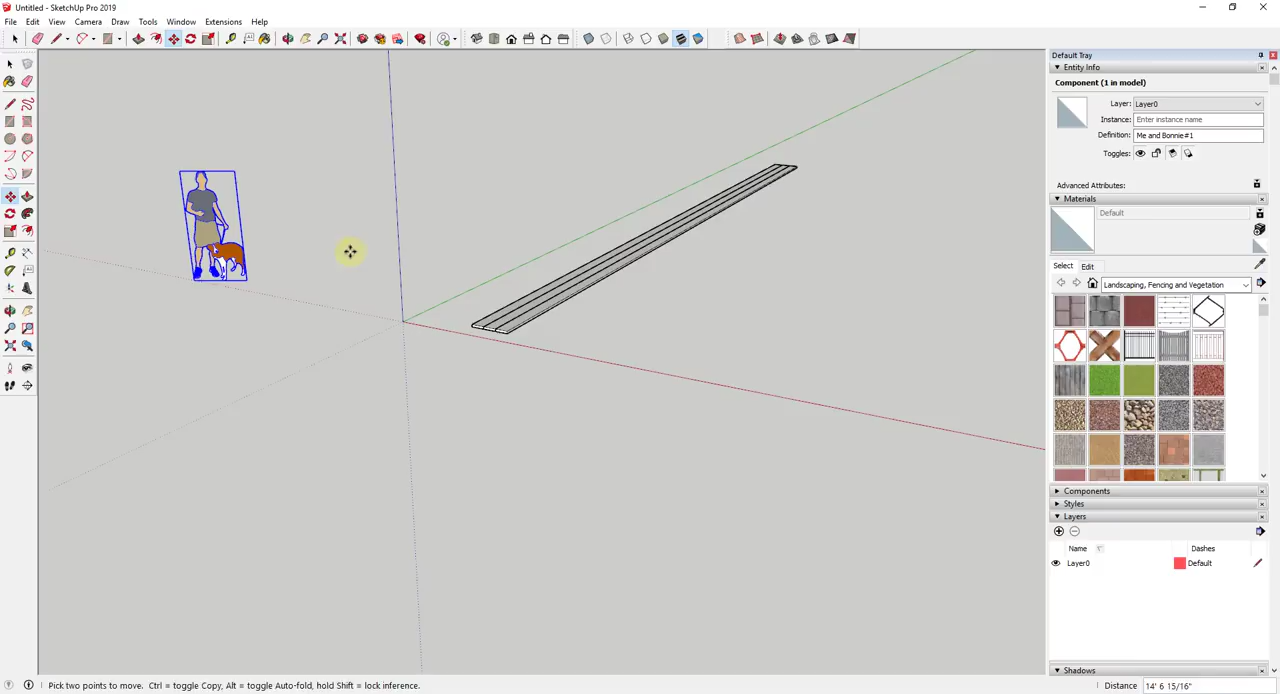 Untitled - SketchUp Pro 2019
File Edit View Camera Draw Tools Window Extensions Help
Default Tray
Entity Info
Component (1 in model)
Layer: Layer0
Instance: Enter instance name
Definition: Me and Bonnie#1
Toggles:
Advanced Attributes:
Materials
Default
Select Edit
Landscaping, Fencing and Vegetation
Components
Styles
Layers
Name Dashes
Layer0 Default
Shadows
Pick two points to move. Ctrl = toggle Copy, Alt = toggle Auto-fold, hold Shift = lock inference.
Distance 14' 6 15/16"